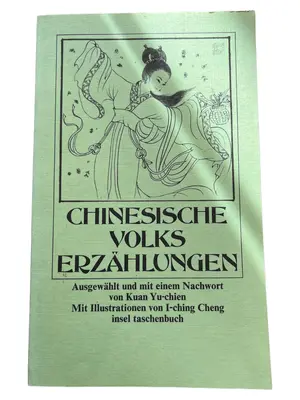 CHINESISCHE
VOLKS
ERZÄHLUNGEN
Ausgewählt und mit einem Nachwort
von Kuan Yu-chien
Mit Illustrationen von I-ching Cheng
insel taschenbuch